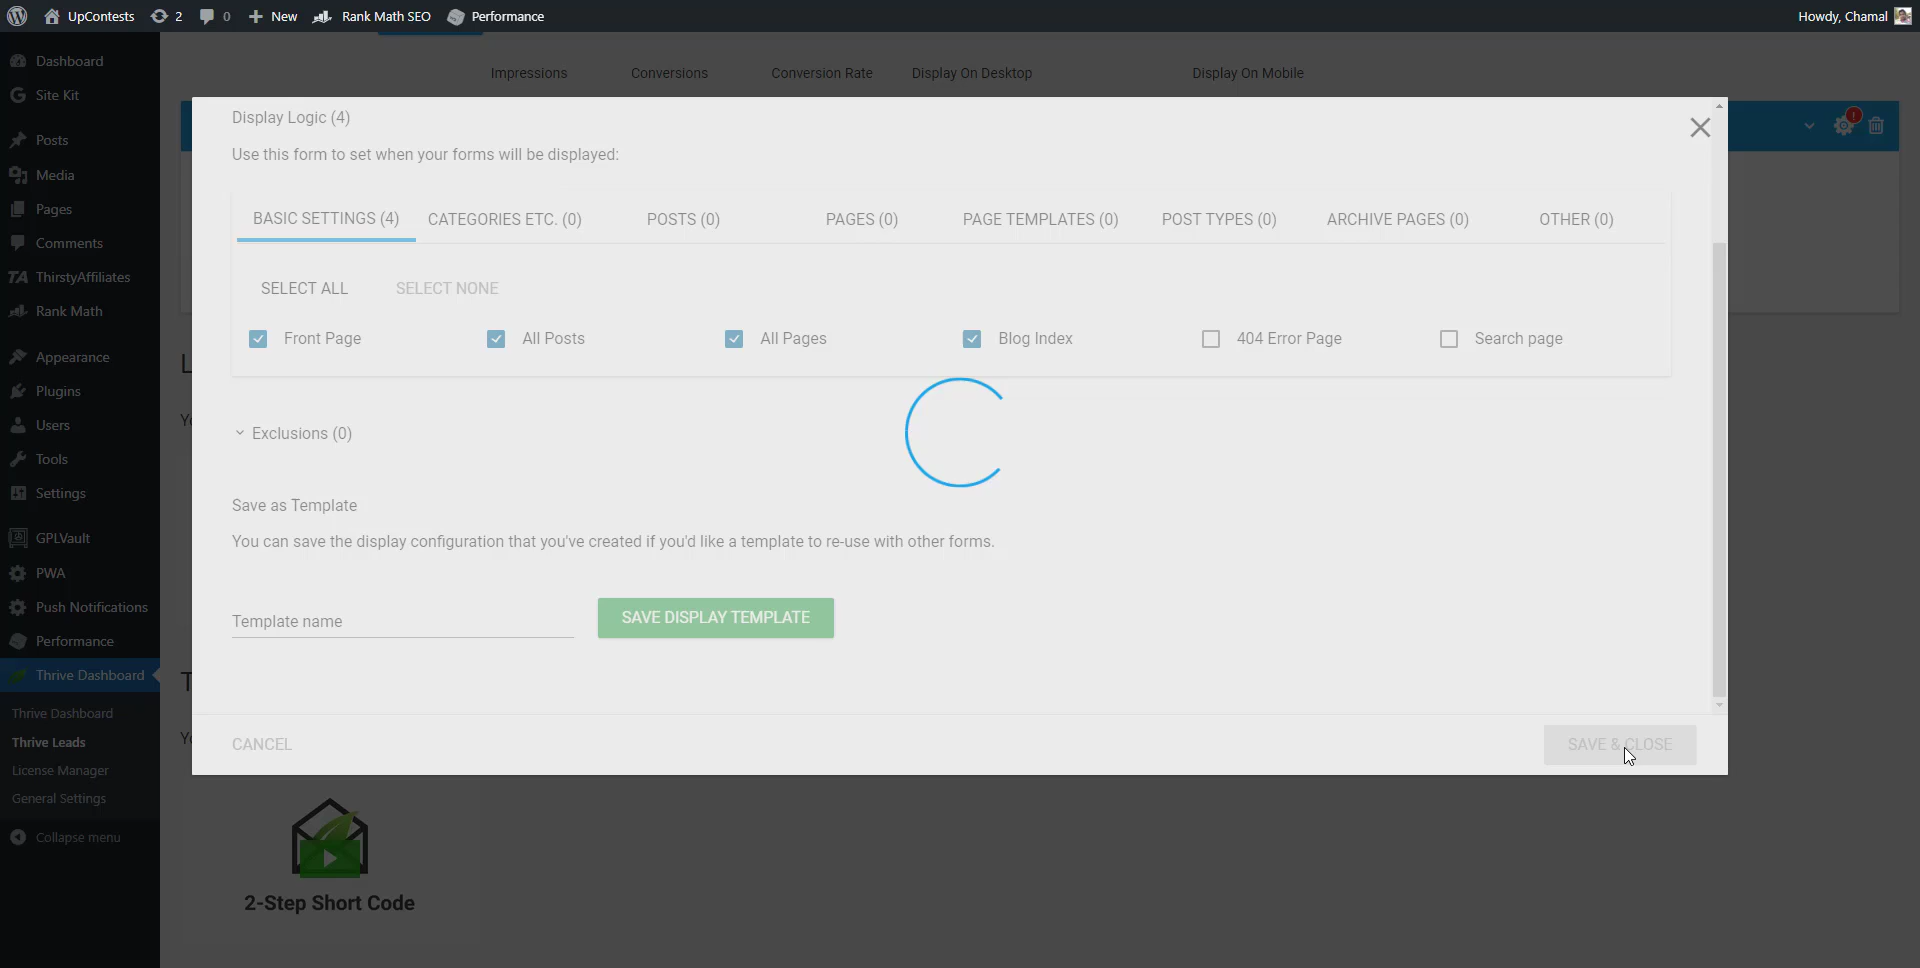 UpContests
2
0
New
Rank Math SEO
Performance
Howdy, Chamal
Dashboard
Site Kit
Posts
Media
Pages
Comments
ThirstyAffiliates
Rank Math
Appearance
Plugins
Users
Tools
Settings
GPLVault
PWA
Push Notifications
Performance
Thrive Dashboard
Thrive Dashboard
Thrive Leads
License Manager
General Settings
Collapse menu
Impressions
Conversions
Conversion Rate
Display On Desktop
Display On Mobile
!
Display Logic (4)
Use this form to set when your forms will be displayed:
BASIC SETTINGS (4)
CATEGORIES ETC. (0)
POSTS (0)
PAGES (0)
PAGE TEMPLATES (0)
POST TYPES (0)
ARCHIVE PAGES (0)
OTHER (0)
SELECT ALL
SELECT NONE
Front Page
All Posts
All Pages
Blog Index
404 Error Page
Search page
Exclusions (0)
Save as Template
You can save the display configuration that you've created if you'd like a template to re-use with other forms.
Template name
SAVE DISPLAY TEMPLATE
CANCEL
SAVE & CLOSE
2-Step Short Code